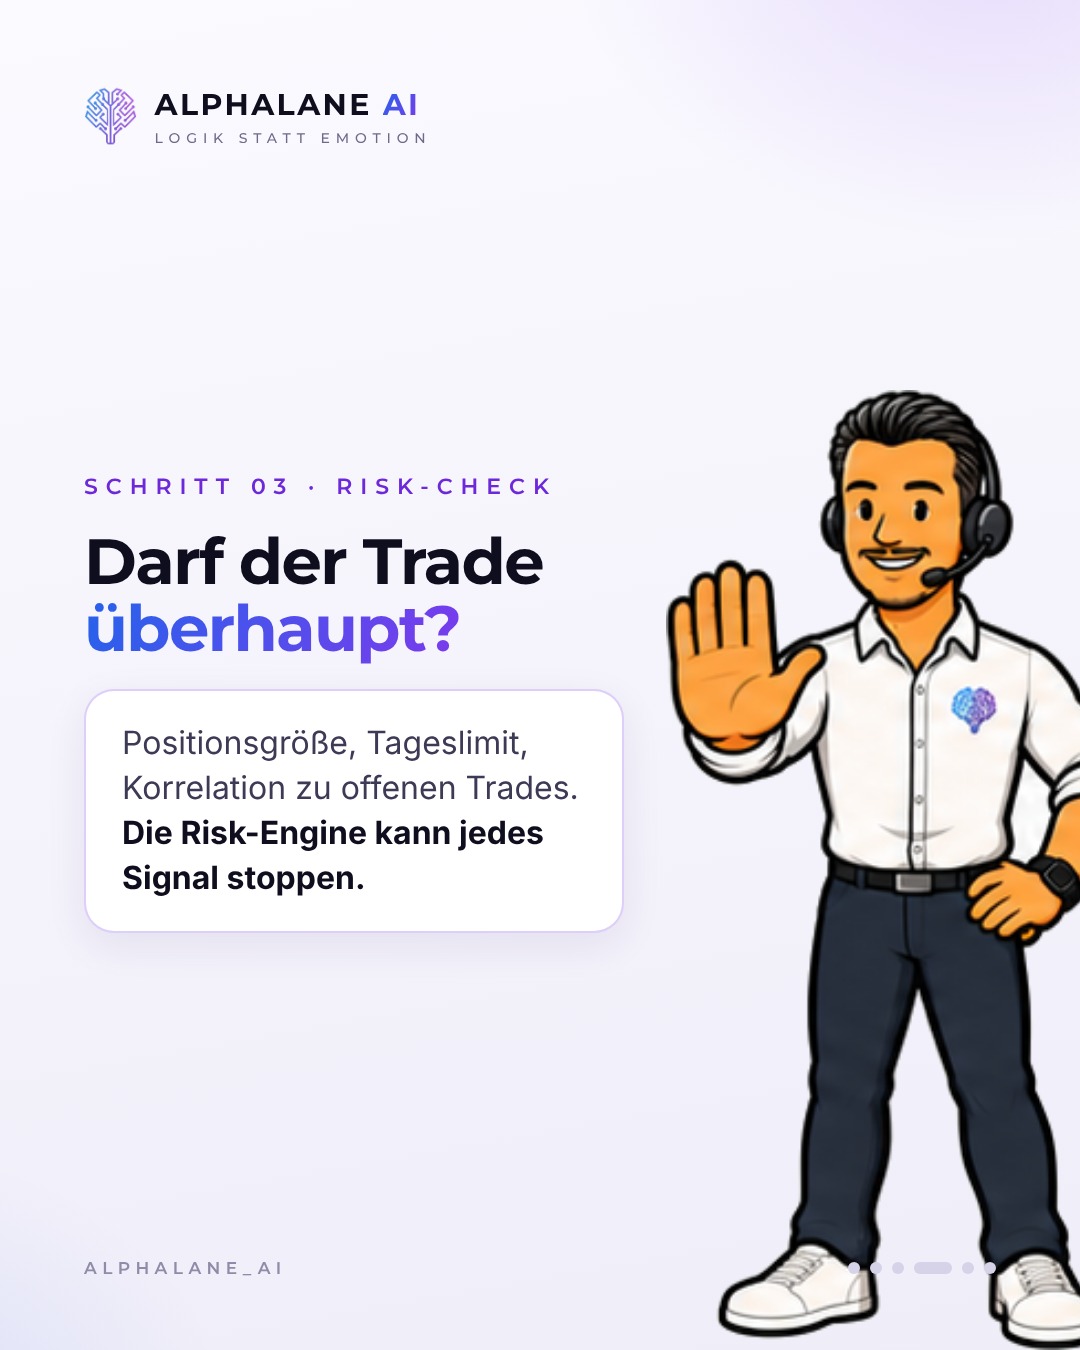 ALPHALANE AI
LOGIK STATT EMOTION
SCHRITT 03 · RISK-CHECK
Darf der Trade
überhaupt?
Positionsgröße, Tageslimit,
Korrelation zu offenen Trades.
Die Risk-Engine kann jedes
Signal stoppen.
ALPHALANE_AI